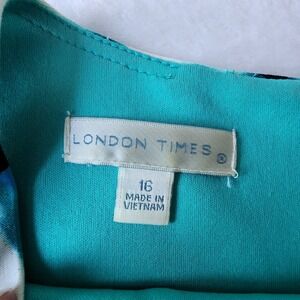 LONDON TIMES ®
16
MADE IN
VIETNAM